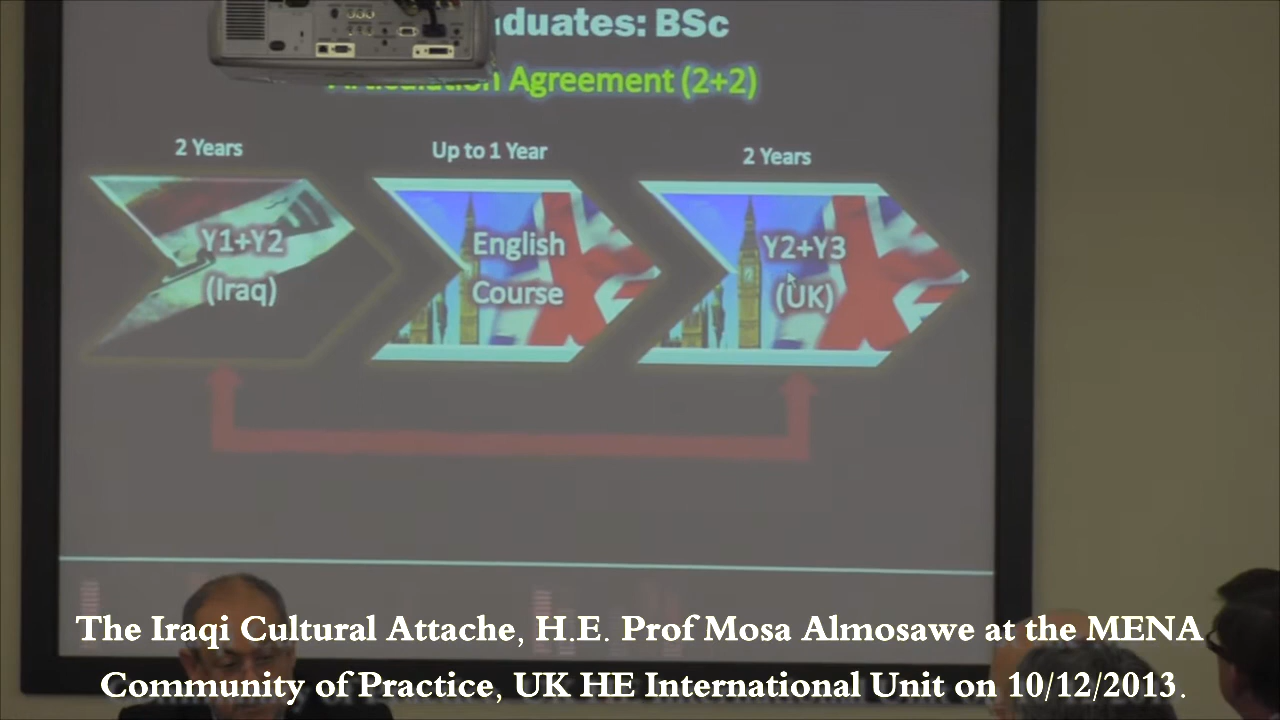 duates: BSc
Agreement (2+2)
2 Years
Up to 1 Year
2 Years
Y1+Y2
(Iraq)
English
Course
Y2+Y3
(UK)
The Iraqi Cultural Attache, H.E. Prof Mosa Almosawe at the MENA
Community of Practice, UK HE International Unit on 10/12/2013.